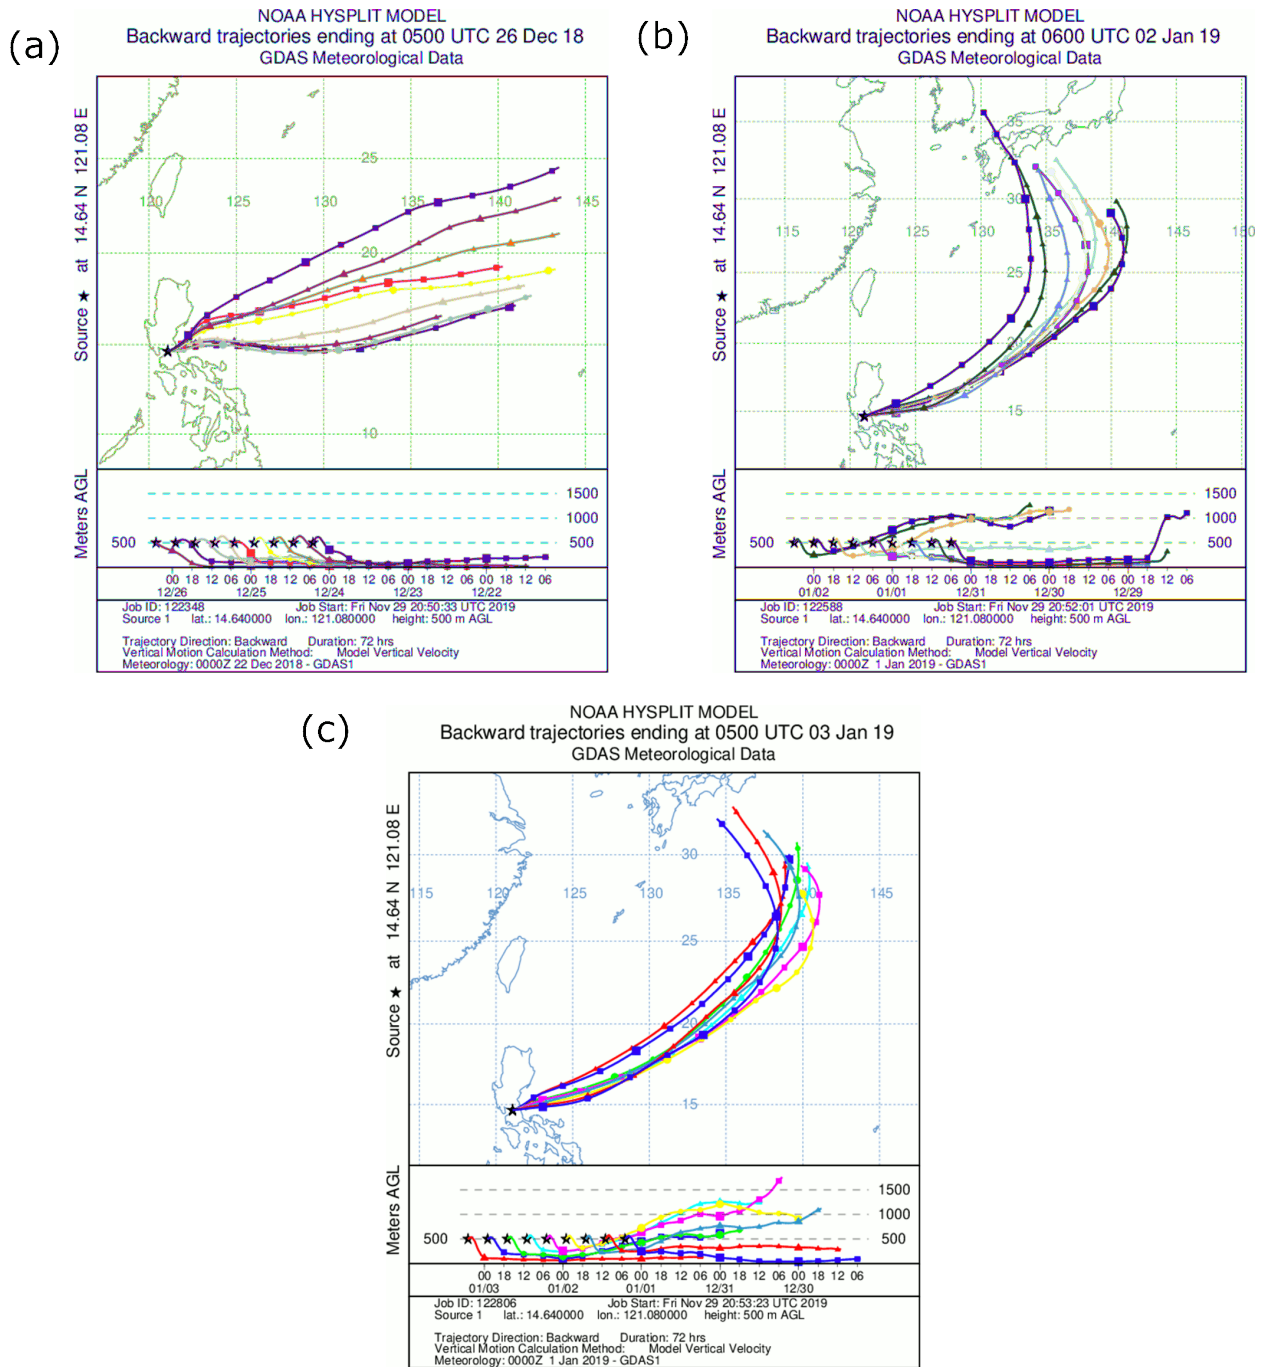 (a)
NOAA HYSPLIT MODEL
Backward trajectories ending at 0500 UTC 26 Dec 18
GDAS Meteorological Data
Source ★ at 14.64 N 121.08 E
25
120 125 130 135 140 145
20
10
Meters AGL
1500
1000
500 500
00 18 12 06 00 18 12 06 00 18 12 06 00 18 12 06 00 18 12 06
12/26 12/25 12/24 12/23 12/22
Job ID: 122348 Job Start: Fri Nov 29 20:50:33 UTC 2019
Source 1 lat.: 14.640000 lon.: 121.080000 height: 500 m AGL
Trajectory Direction: Backward Duration: 72 hrs
Vertical Motion Calculation Method: Model Vertical Velocity
Meteorology: 0000Z 22 Dec 2018 - GDAS1
(b)
NOAA HYSPLIT MODEL
Backward trajectories ending at 0600 UTC 02 Jan 19
GDAS Meteorological Data
Source ★ at 14.64 N 121.08 E
35
30
115 120 125 130 135 140 145 150
25
20
15
Meters AGL
1500
1000
500 500
00 18 12 06 00 18 12 06 00 18 12 06 00 18 12 06 00 18 12 06
01/02 01/01 12/31 12/30 12/29
Job ID: 122588 Job Start: Fri Nov 29 20:52:01 UTC 2019
Source 1 lat.: 14.640000 lon.: 121.080000 height: 500 m AGL
Trajectory Direction: Backward Duration: 72 hrs
Vertical Motion Calculation Method: Model Vertical Velocity
Meteorology: 0000Z 1 Jan 2019 - GDAS1
(c)
NOAA HYSPLIT MODEL
Backward trajectories ending at 0500 UTC 03 Jan 19
GDAS Meteorological Data
Source ★ at 14.64 N 121.08 E
30
115 120 125 130 135 140 145
25
20
15
Meters AGL
1500
1000
500 500
00 18 12 06 00 18 12 06 00 18 12 06 00 18 12 06 00 18 12 06
01/03 01/02 01/01 12/31 12/30
Job ID: 122806 Job Start: Fri Nov 29 20:53:23 UTC 2019
Source 1 lat.: 14.640000 lon.: 121.080000 height: 500 m AGL
Trajectory Direction: Backward Duration: 72 hrs
Vertical Motion Calculation Method: Model Vertical Velocity
Meteorology: 0000Z 1 Jan 2019 - GDAS1